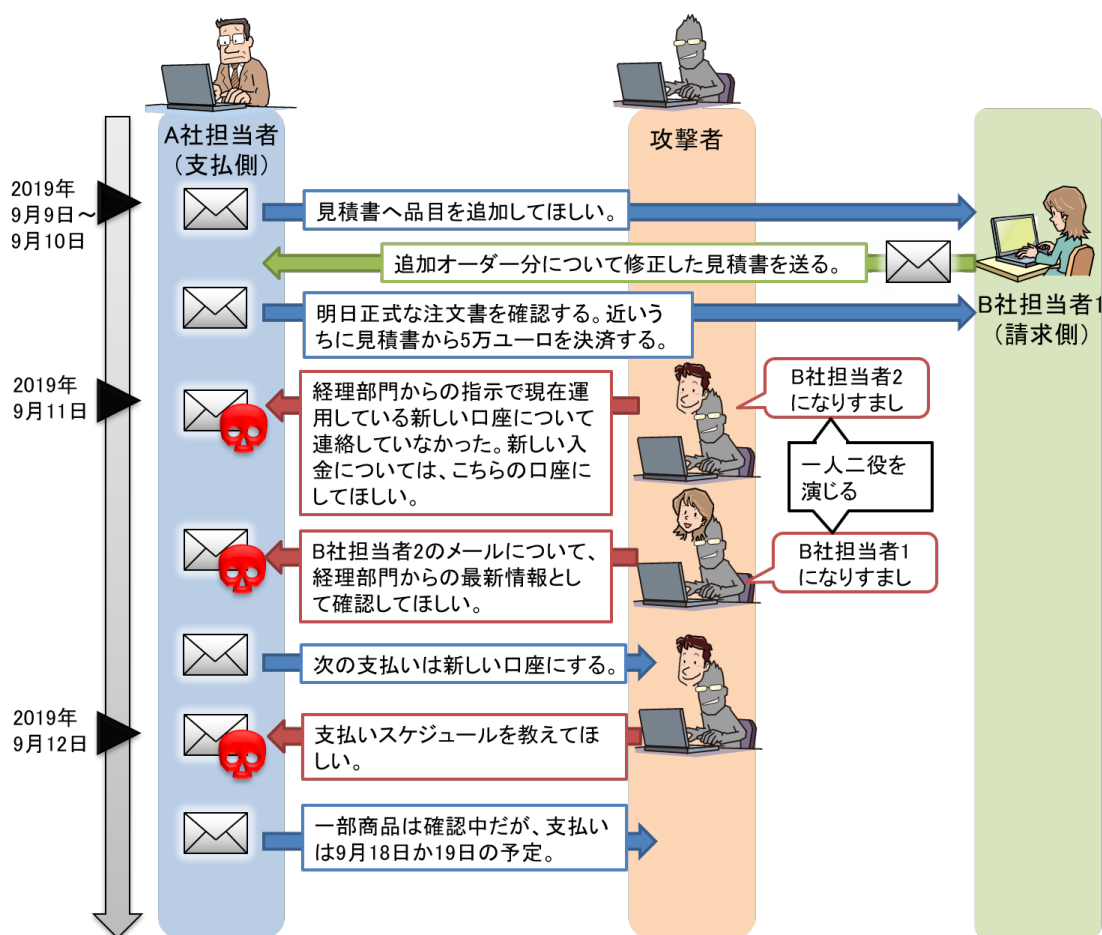 A社担当者
(支払側)
攻撃者
2019年
9月9日~
9月10日
見積書へ品目を追加してほしい。
追加オーダー分について修正した見積書を送る。
明日正式な注文書を確認する。近いう
ちに見積書から5万ユーロを決済する。
B社担当者1
(請求側)
2019年
9月11日
経理部門からの指示で現在運
用している新しい口座について
連絡していなかった。新しい入
金については、こちらの口座に
してほしい。
B社担当者2
になりすまし
一人二役を
演じる
B社担当者2のメールについて、
経理部門からの最新情報とし
て確認してほしい。
B社担当者1
になりすまし
次の支払いは新しい口座にする。
2019年
9月12日
支払いスケジュールを教えてほ
しい。
一部商品は確認中だが、支払い
は9月18日か19日の予定。